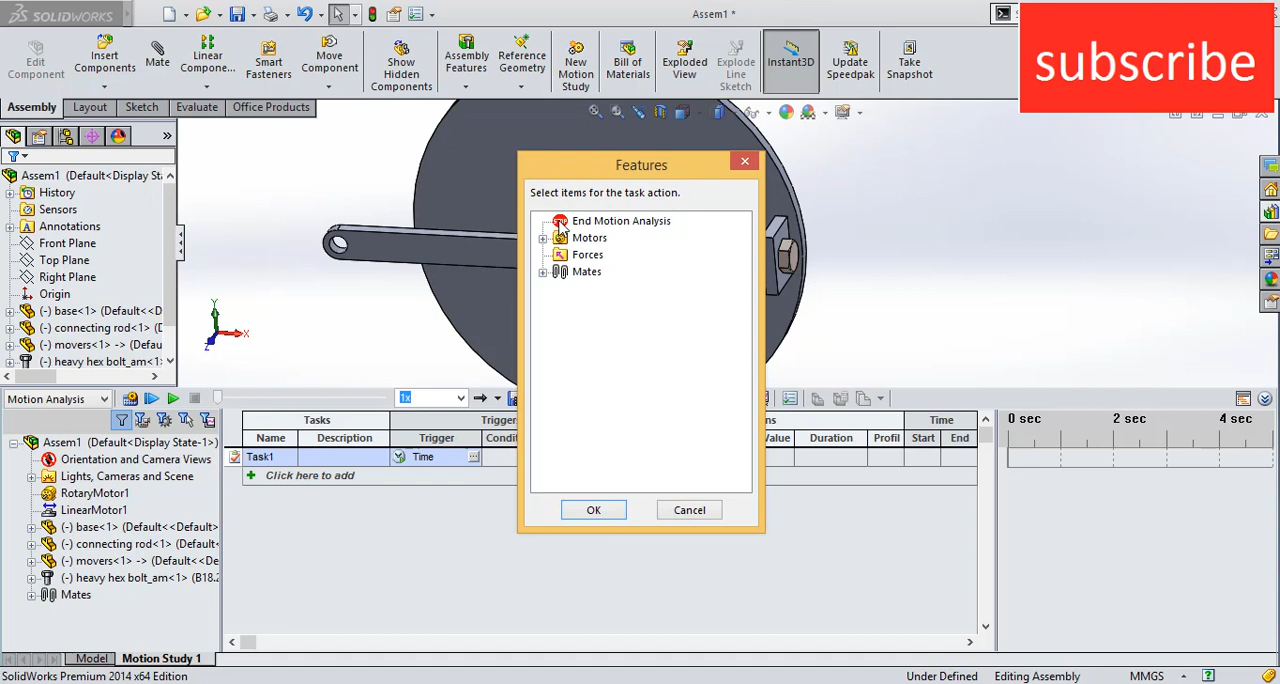 SOLIDWORKS
Assem1 *
subscribe
Edit Component
Insert Components
Mate
Linear Compone...
Smart Fasteners
Move Component
Show Hidden Components
Assembly Features
Reference Geometry
New Motion Study
Bill of Materials
Exploded View
Explode Line Sketch
Instant3D
Update Speedpak
Take Snapshot
Assembly Layout Sketch Evaluate Office Products
Assem1 (Default<Display Sta
History
Sensors
Annotations
Front Plane
Top Plane
Right Plane
Origin
(-) base<1> (Default<<D
(-) connecting rod<1> (D
(-) movers<1> -> (Defau
(-) heavy hex bolt_am<1>
Y
X
Z
Features
Select items for the task action.
End Motion Analysis
Motors
Forces
Mates
OK Cancel
Motion Analysis
1x
Assem1 (Default<Display State-1>)
Orientation and Camera Views
Lights, Cameras and Scene
RotaryMotor1
LinearMotor1
(-) base<1> (Default<<Default>
(-) connecting rod<1> (Default<
(-) movers<1> -> (Default<<De
(-) heavy hex bolt_am<1> (B18.2
Mates
Tasks Trigger Time
Name Description Trigger Condi Value Duration Profil Start End
Task1 Time
Click here to add
0 sec 2 sec 4 sec
Model Motion Study 1
SolidWorks Premium 2014 x64 Edition
Under Defined Editing Assembly MMGS